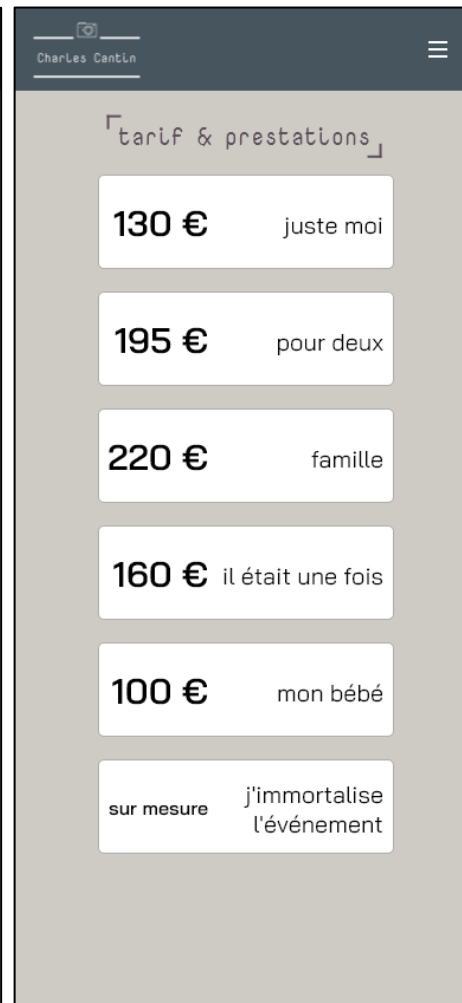 Charles Cantin
tarif & prestations
130 € juste moi
195 € pour deux
220 € famille
160 € il était une fois
100 € mon bébé
sur mesure j'immortalise
l'événement